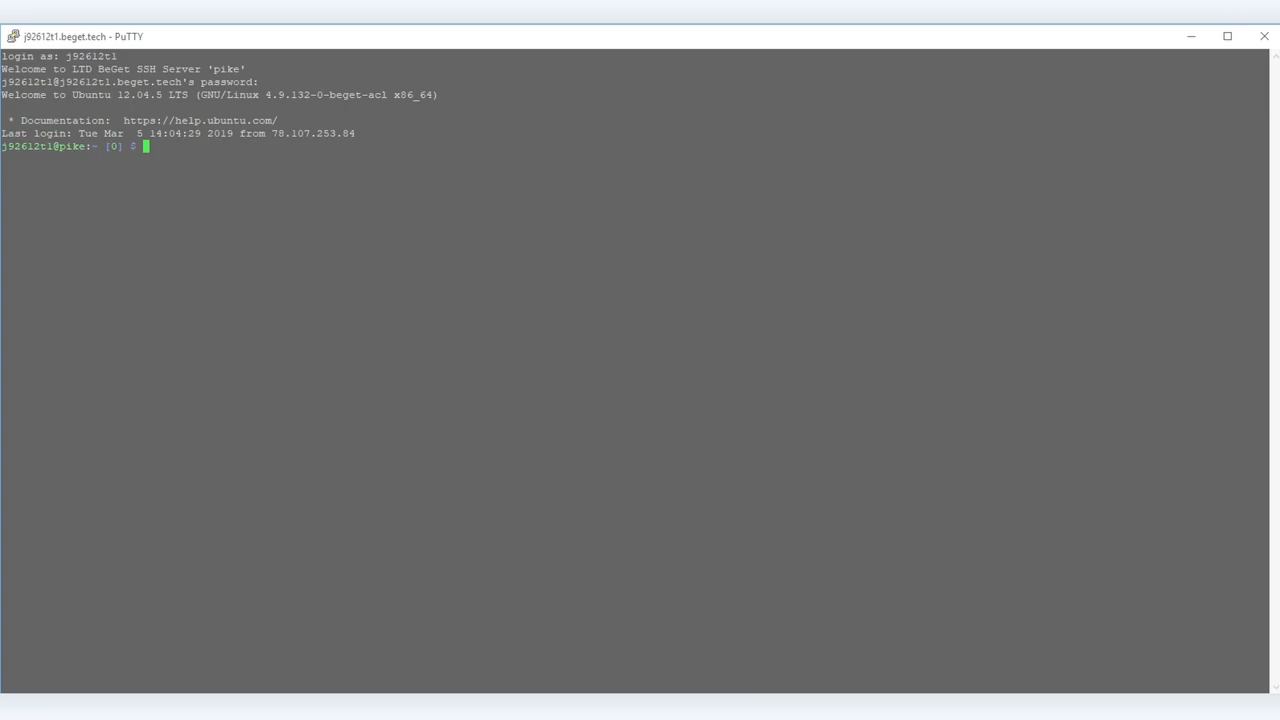 j92612t1.beget.tech - PuTTY
login as: j92612t1
Welcome to LTD BeGet SSH Server 'pike'
j92612t1@j92612t1.beget.tech's password:
Welcome to Ubuntu 12.04.5 LTS (GNU/Linux 4.9.132-0-beget-acl x86_64)
* Documentation:  https://help.ubuntu.com/
Last login: Tue Mar  5 14:04:29 2019 from 78.107.253.84
j92612t1@pike:~ [0] $